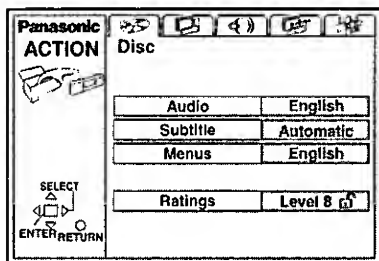 Panasonic
ACTION
Disc
Audio English
Subtitle Automatic
Menus English
Ratings Level 8
SELECT
ENTER RETURN